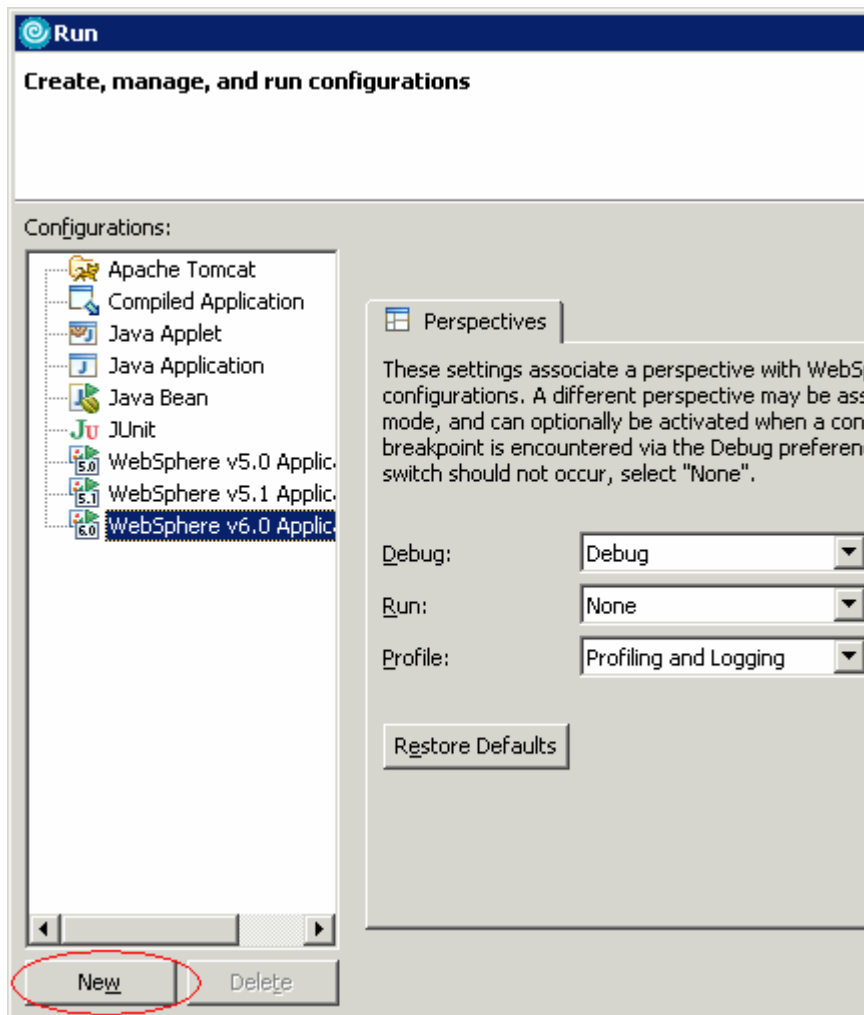 Run
Create, manage, and run configurations
Configurations:
Apache Tomcat
Compiled Application
Java Applet
Java Application
Java Bean
JUnit
WebSphere v5.0 Applic
WebSphere v5.1 Applic
WebSphere v6.0 Applic
New
Delete
Perspectives
These settings associate a perspective with WebSp
configurations. A different perspective may be ass
mode, and can optionally be activated when a con
breakpoint is encountered via the Debug preferen
switch should not occur, select "None".
Debug: Debug
Run: None
Profile: Profiling and Logging
Restore Defaults